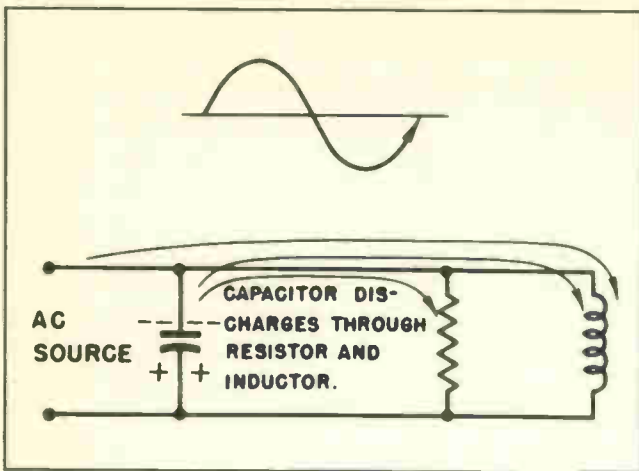 CAPACITOR DIS-
CHARGES THROUGH
RESISTOR AND
INDUCTOR.
AC
SOURCE
- - - -
+ +